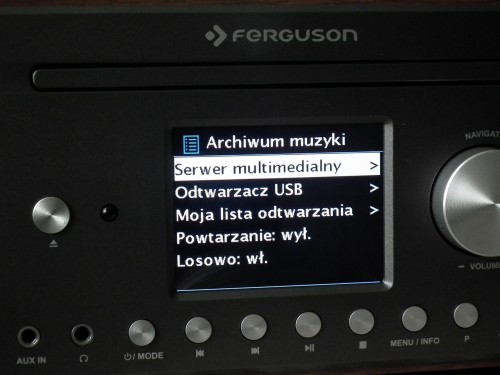 FERGUSON
Archiwum muzyki
Serwer multimedialny >
Odtwarzacz USB >
Moja lista odtwarzania >
Powtarzanie: wył.
Losowo: wł.
NAVIGAT
– VOLUME
AUX IN
/ MODE
MENU / INFO
P